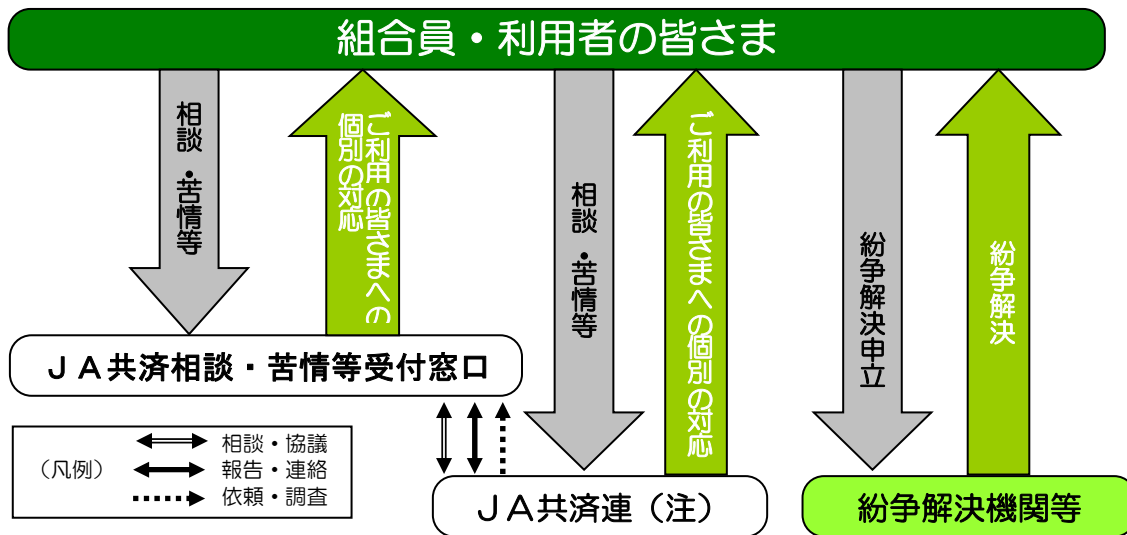 組合員・利用者の皆さま
相談・苦情等
ご利用の皆さまへの
個別の対応
相談・苦情等
ご利用の皆さまへの個別の対応
紛争解決申立
紛争解決
ＪＡ共済相談・苦情等受付窓口
（凡例）
相談・協議
報告・連絡
依頼・調査
ＪＡ共済連（注）
紛争解決機関等